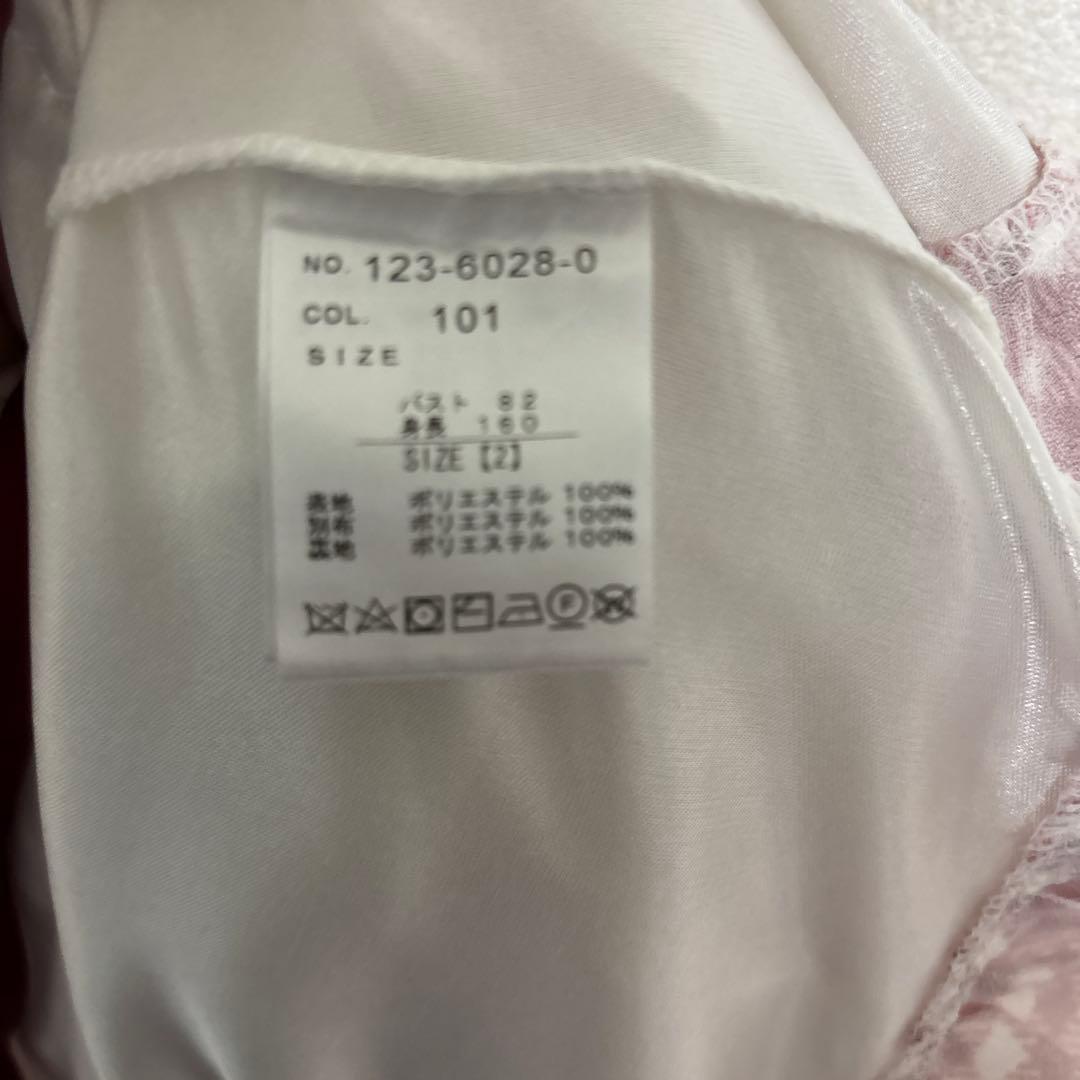 NO. 123-6028-0
COL. 101
SIZE
バスト 82
身長 160
SIZE【2】
表地 ポリエステル 100%
別布 ポリエステル 100%
裏地 ポリエステル 100%
F